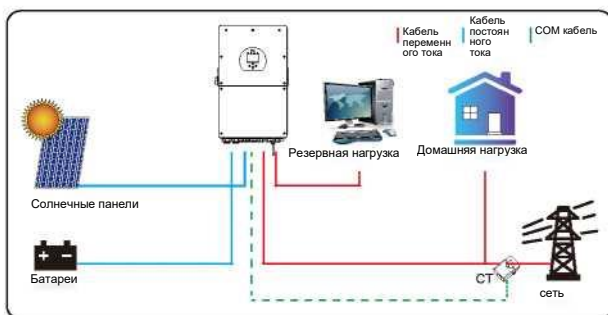 Кабель
переменн
ого тока
Кабель
постоян
ного
тока
COM кабель
Резервная нагрузка
Домашняя нагрузка
Солнечные панели
Батареи
CT
сеть